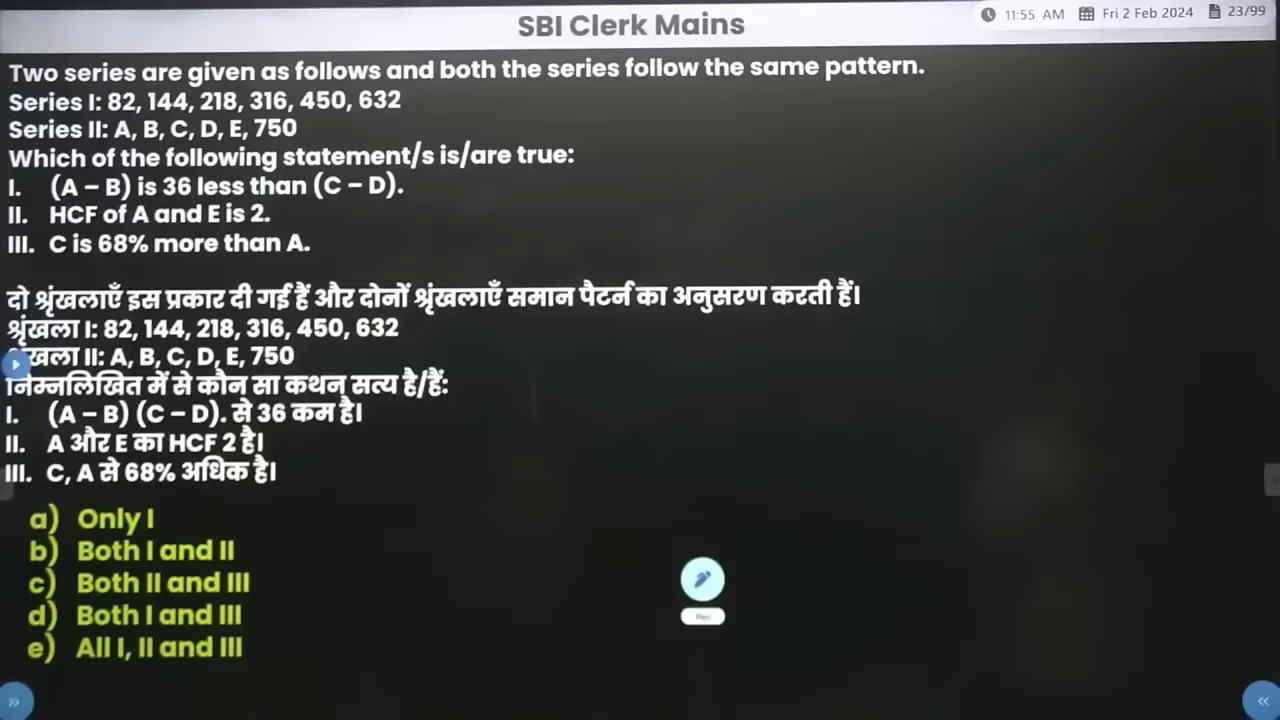 SBI Clerk Mains
11:55 AM Fri 2 Feb 2024 23/99
Two series are given as follows and both the series follow the same pattern.
Series I: 82, 144, 218, 316, 450, 632
Series II: A, B, C, D, E, 750
Which of the following statement/s is/are true:
I. (A – B) is 36 less than (C – D).
II. HCF of A and E is 2.
III. C is 68% more than A.
दो श्रृंखलाएँ इस प्रकार दी गई हैं और दोनों श्रृंखलाएँ समान पैटर्न का अनुसरण करती हैं।
श्रृंखला I: 82, 144, 218, 316, 450, 632
II: A, B, C, D, E, 750
निम्नलिखित में से कौन सा कथन सत्य है/हैं:
I. (A – B) (C – D). से 36 कम है।
II. A और E का HCF 2 है।
III. C, A से 68% अधिक है।
a) Only I
b) Both I and II
c) Both II and III
d) Both I and III
e) All I, II and III
Pen